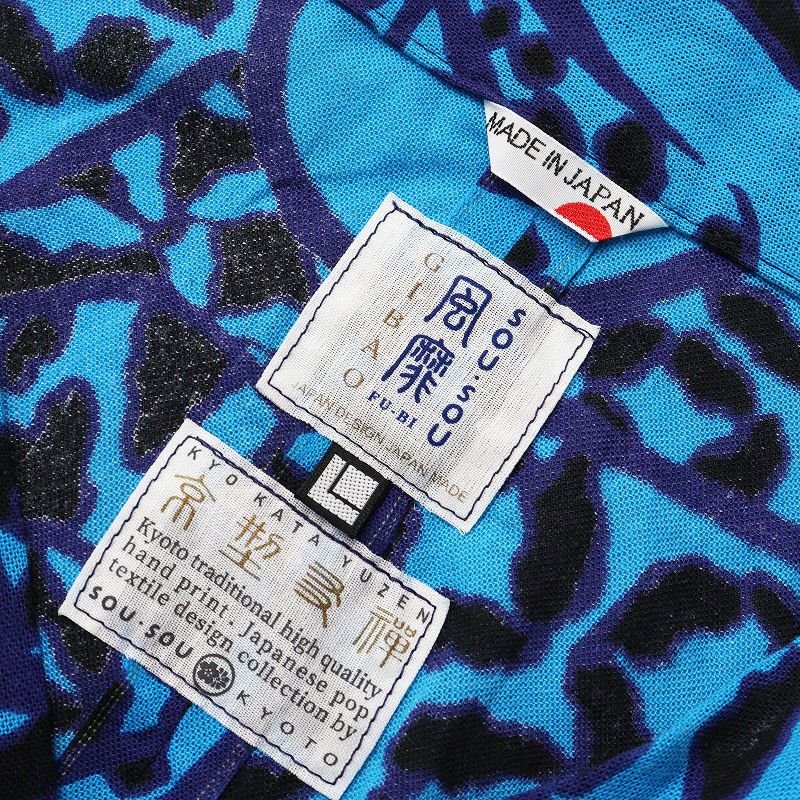 MADE IN JAPAN
SOU·SOU
風靡
FU-BI
GIBAO
JAPAN DESIGN JAPAN MADE
L
KYO KATA YUZEN
京型友禅
Kyoto traditional high quality
hand print. Japanese pop
textile design collection by
SOU·SOU KYOTO